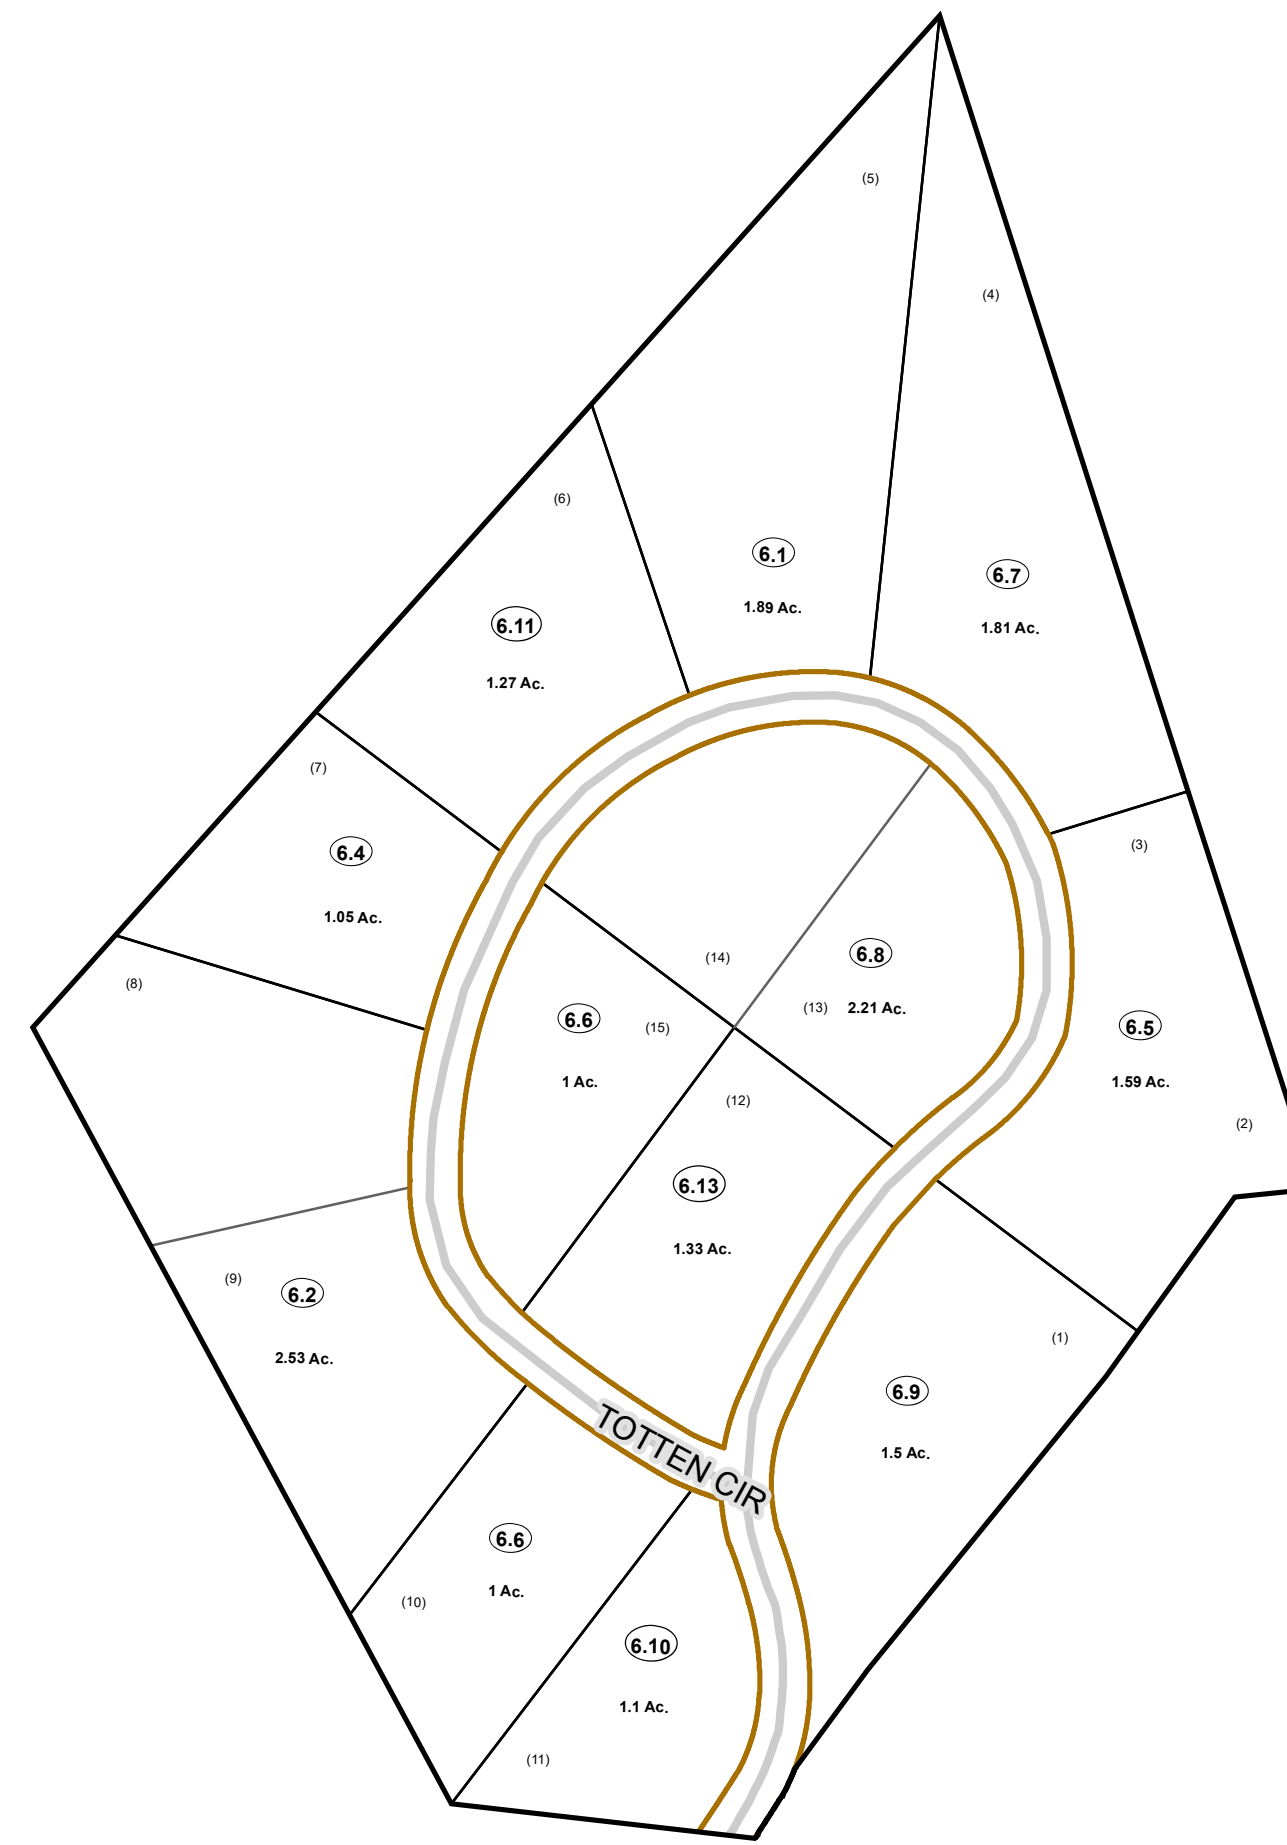 (5)
(4)
(6)
6.1
1.89 Ac.
6.7
1.81 Ac.
6.11
1.27 Ac.
(7)
6.4
1.05 Ac.
(3)
(8)
(14)
6.8
(13)
2.21 Ac.
6.6
(15)
1 Ac.
6.5
1.59 Ac.
(12)
(2)
6.13
1.33 Ac.
(9)
6.2
2.53 Ac.
(1)
6.9
1.5 Ac.
TOTTEN CIR
6.6
1 Ac.
(10)
6.10
1.1 Ac.
(11)